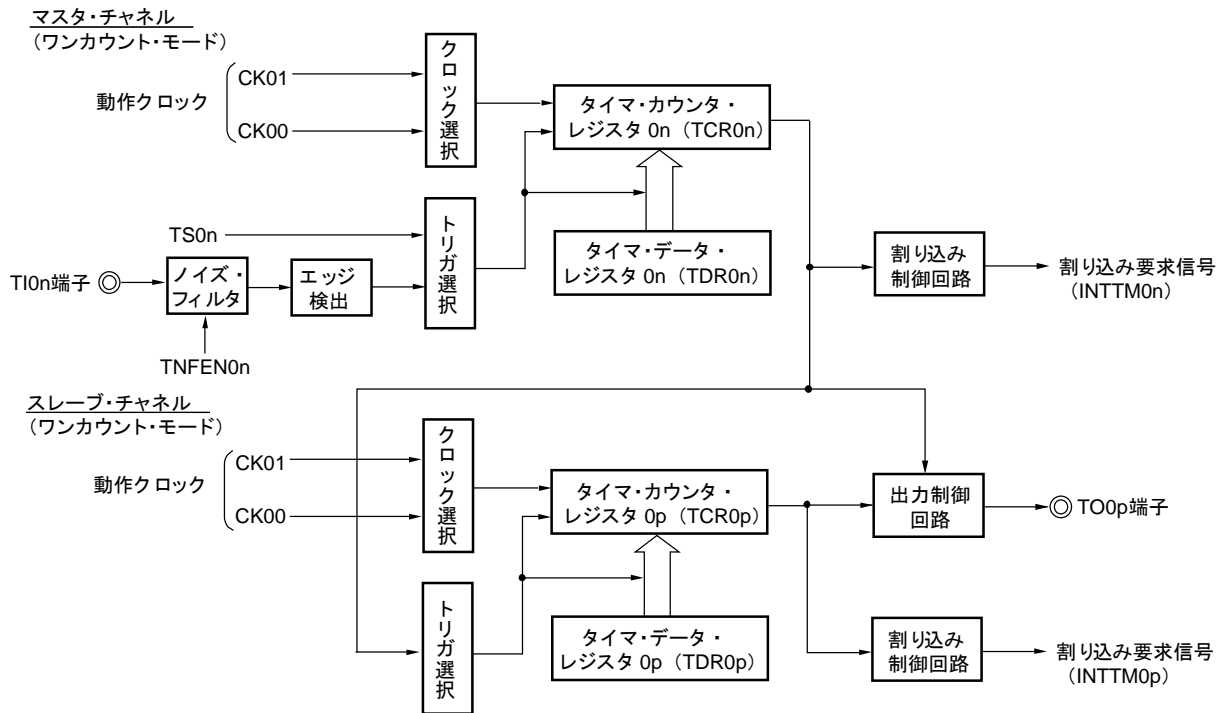 マスタ・チャネル
(ワンカウント・モード)
動作クロック
CK01
CK00
クロック選択
タイマ・カウンタ・
レジスタ 0n (TCR0n)
TS0n
TI0n端子
ノイズ・
フィルタ
エッジ
検出
トリガ選択
タイマ・データ・
レジスタ 0n (TDR0n)
割り込み
制御回路
割り込み要求信号
(INTTM0n)
TNFEN0n
スレーブ・チャネル
(ワンカウント・モード)
動作クロック
CK01
CK00
クロック選択
タイマ・カウンタ・
レジスタ 0p (TCR0p)
出力制御
回路
TO0p端子
トリガ選択
タイマ・データ・
レジスタ 0p (TDR0p)
割り込み
制御回路
割り込み要求信号
(INTTM0p)